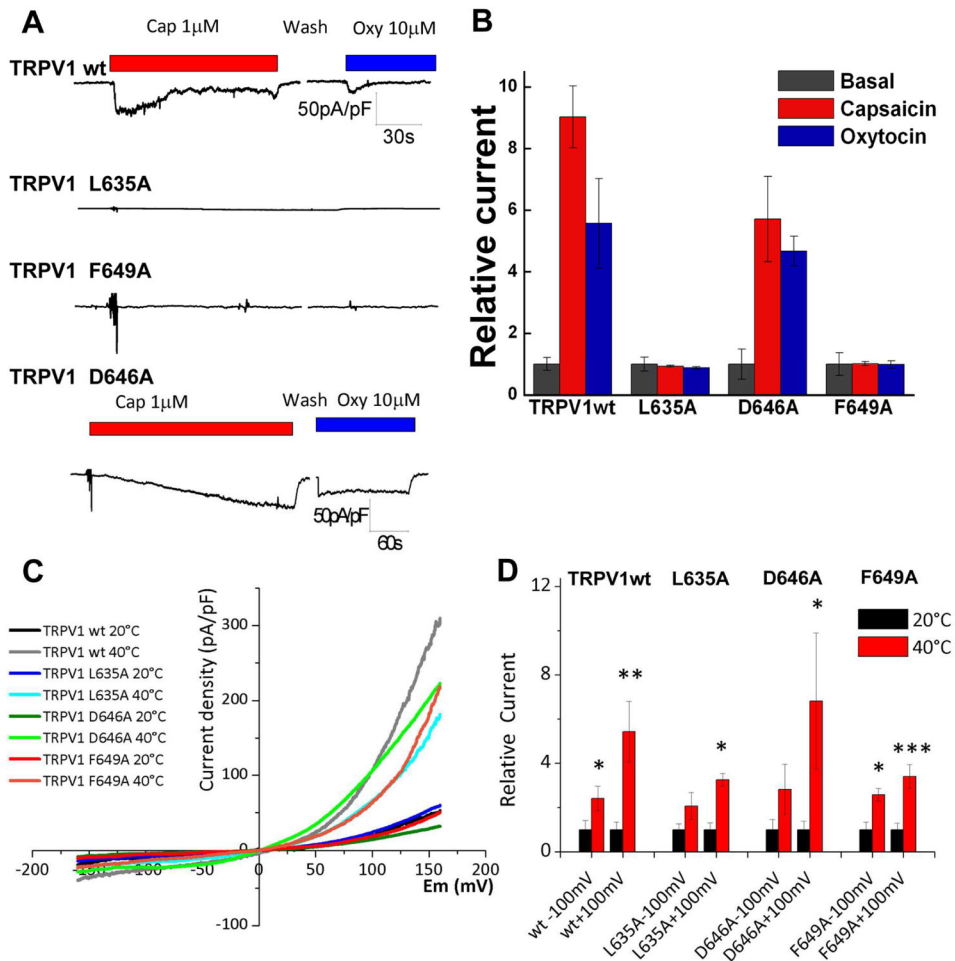 A
Cap 1µM
Wash
Oxy 10µM
TRPV1 wt
50pA/pF
30s
TRPV1 L635A
TRPV1 F649A
TRPV1 D646A
Cap 1µM
Wash
Oxy 10µM
50pA/pF
60s
B
Relative current
10
8
6
4
2
0
Basal
Capsaicin
Oxytocin
TRPV1wt
L635A
D646A
F649A
C
TRPV1 wt 20°C
TRPV1 wt 40°C
TRPV1 L635A 20°C
TRPV1 L635A 40°C
TRPV1 D646A 20°C
TRPV1 D646A 40°C
TRPV1 F649A 20°C
TRPV1 F649A 40°C
Current density (pA/pF)
300
200
100
0
-100
-200
-150
-100
-50
0
50
100
150
200
Em (mV)
D
TRPV1wt
L635A
D646A
F649A
20°C
40°C
Relative Current
12
8
4
0
*
**
*
*
*
***
wt -100mV
wt+100mV
L635A-100mV
L635A+100mV
D646A-100mV
D646A+100mV
F649A-100mV
F649A+100mV